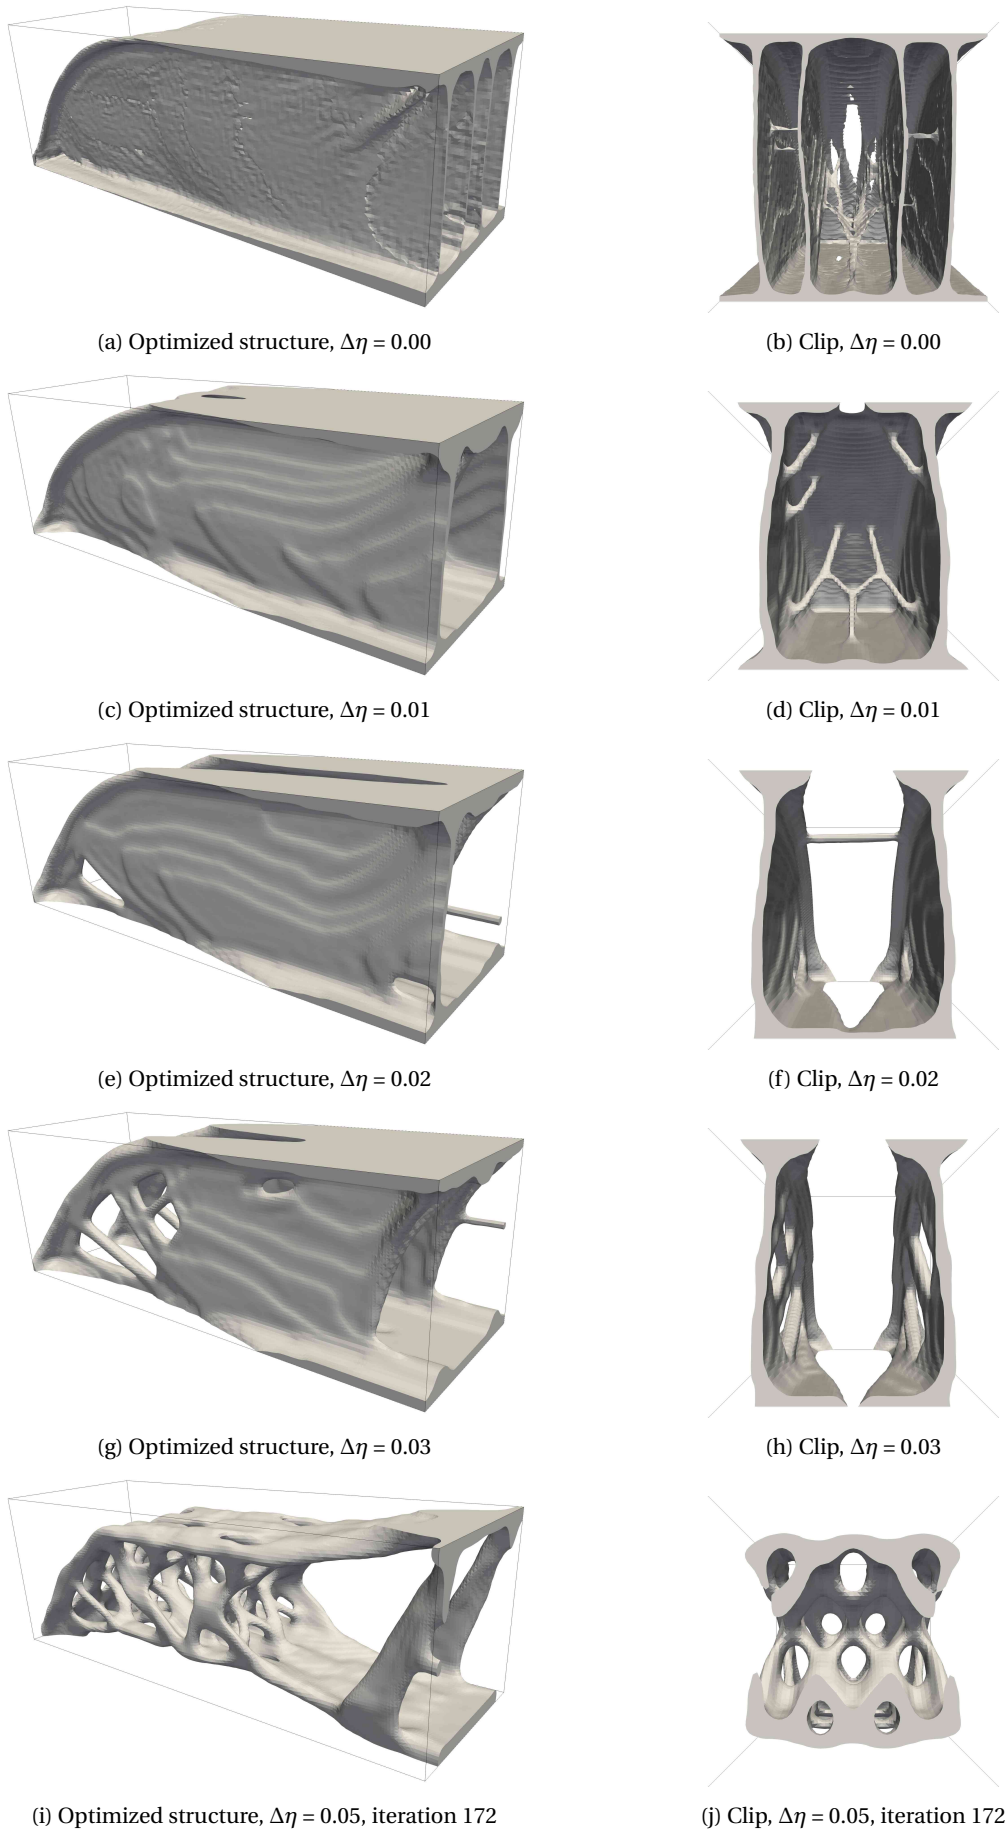 (a) Optimized structure, Δη = 0.00
(b) Clip, Δη = 0.00
(c) Optimized structure, Δη = 0.01
(d) Clip, Δη = 0.01
(e) Optimized structure, Δη = 0.02
(f) Clip, Δη = 0.02
(g) Optimized structure, Δη = 0.03
(h) Clip, Δη = 0.03
(i) Optimized structure, Δη = 0.05, iteration 172
(j) Clip, Δη = 0.05, iteration 172